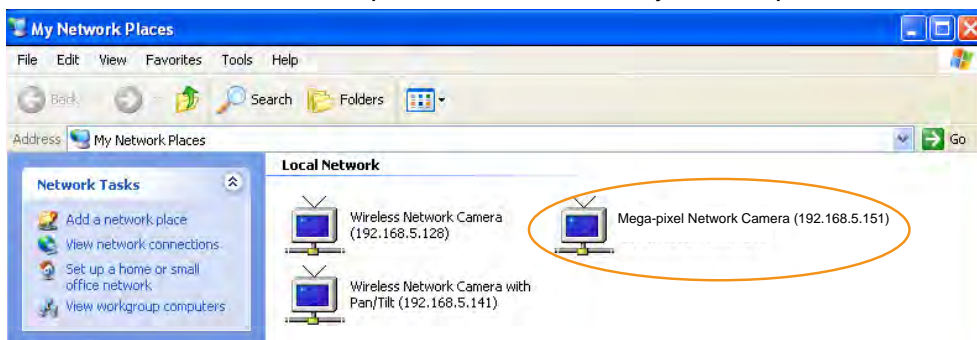 My Network Places
File Edit View Favorites Tools Help
Back Search Folders
Address My Network Places Go
Local Network
Network Tasks
Add a network place
View network connections
Set up a home or small
office network
View workgroup computers
Wireless Network Camera
(192.168.5.128)
Mega-pixel Network Camera (192.168.5.151)
Wireless Network Camera with
Pan/Tilt (192.168.5.141)